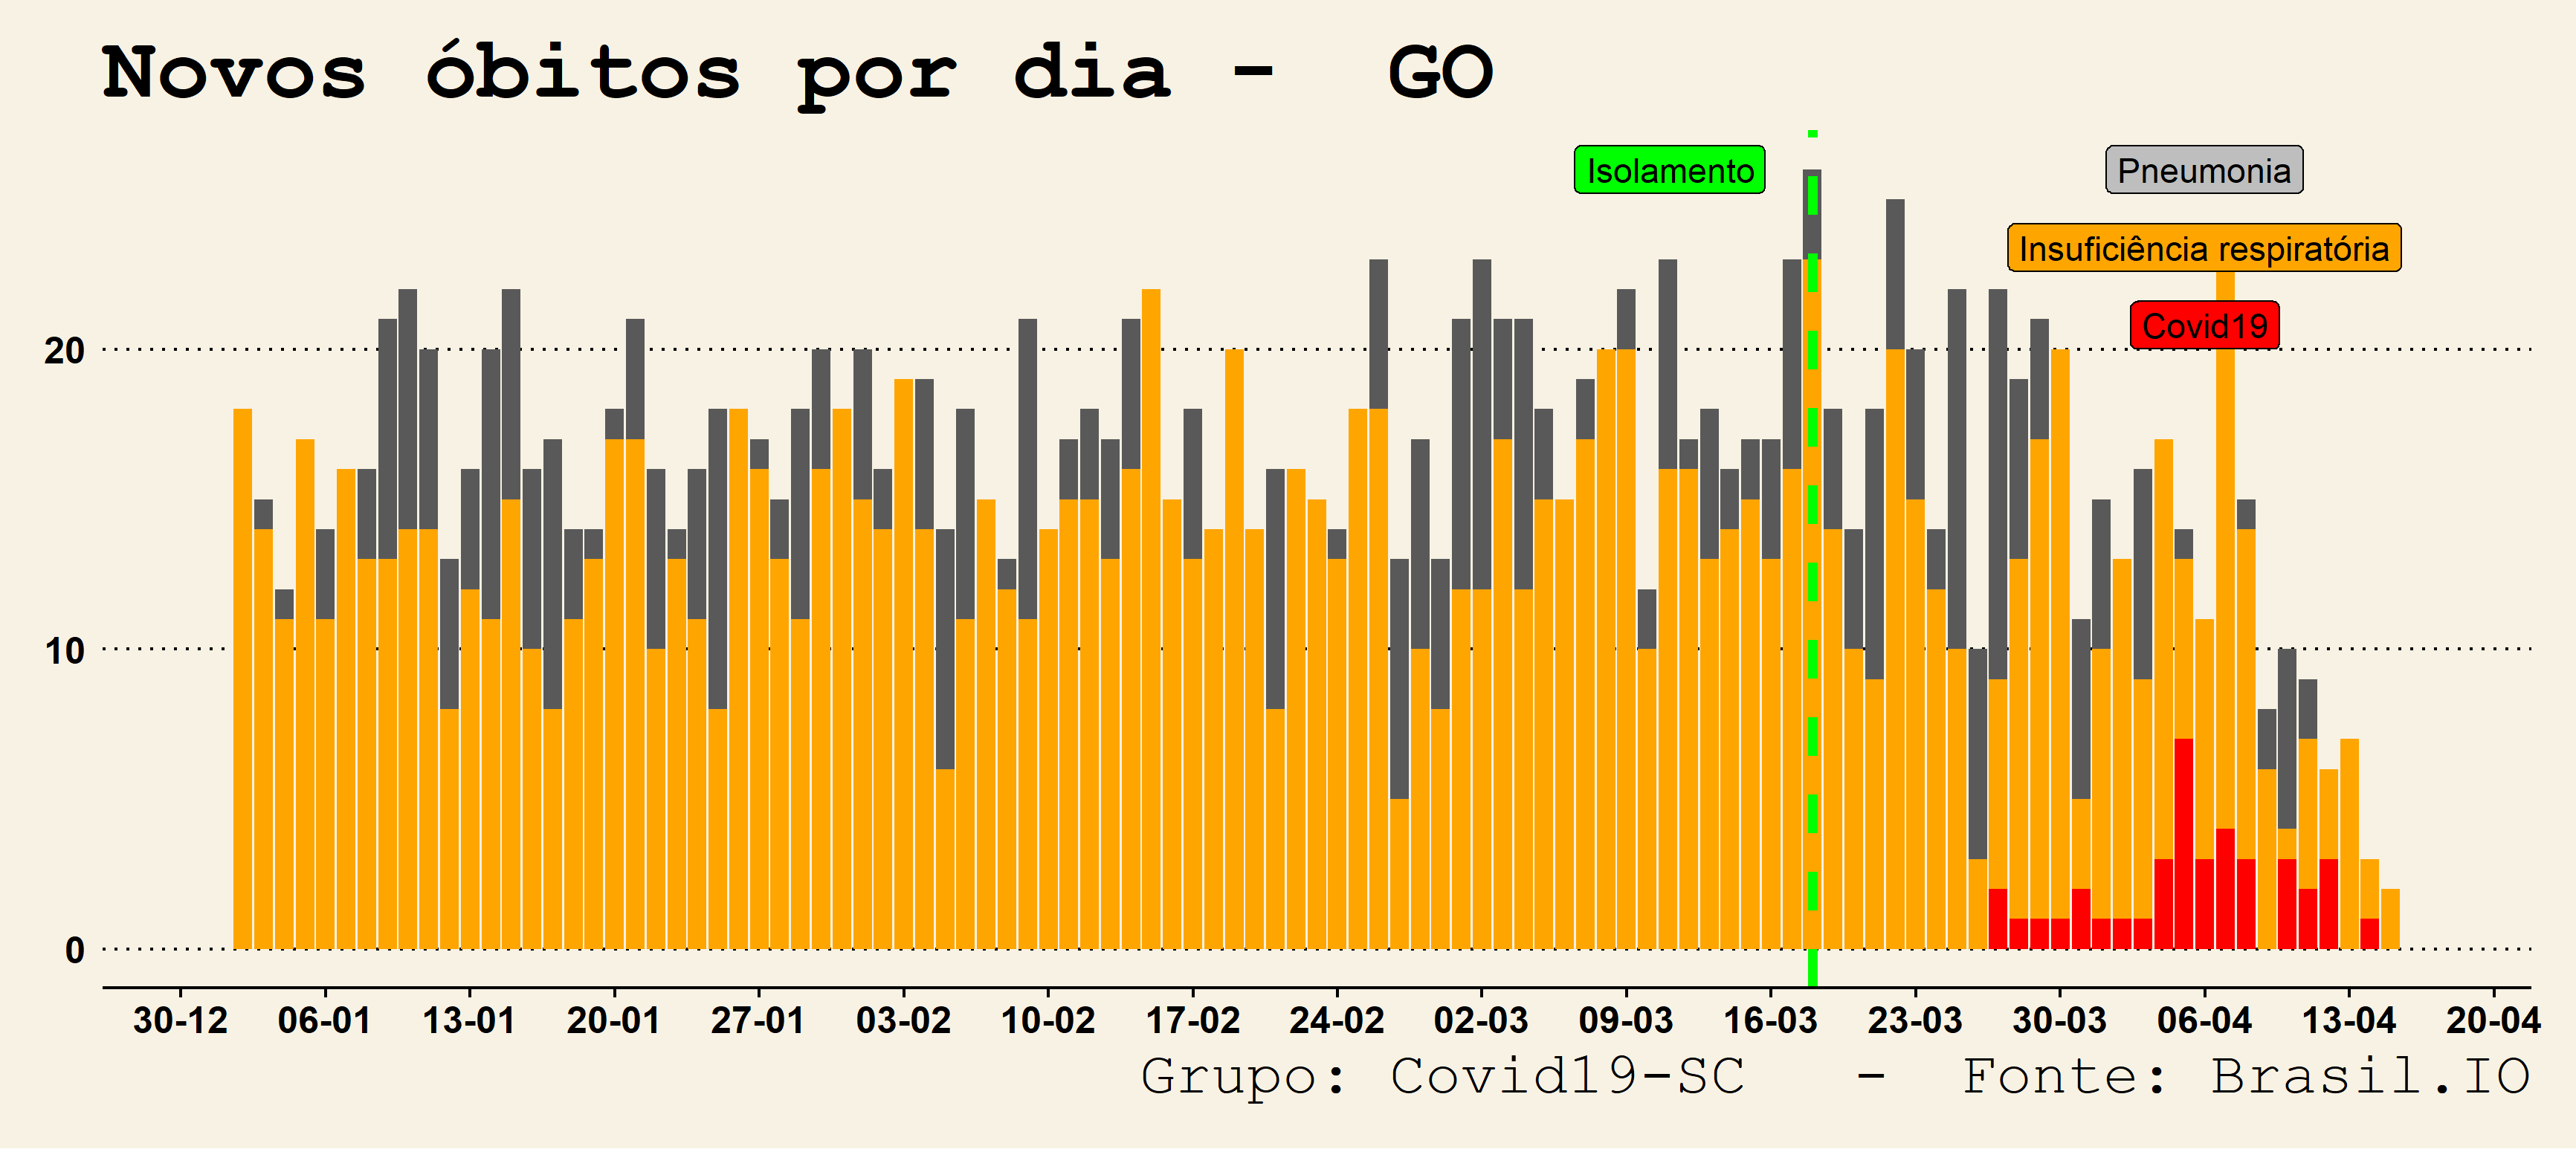 Novos óbitos por dia -  GO
Isolamento
Pneumonia
Insuficiência respiratória
Covid19
20
10
0
30-12 06-01 13-01 20-01 27-01 03-02 10-02 17-02 24-02 02-03 09-03 16-03 23-03 30-03 06-04 13-04 20-04
Grupo: Covid19-SC   -  Fonte: Brasil.IO